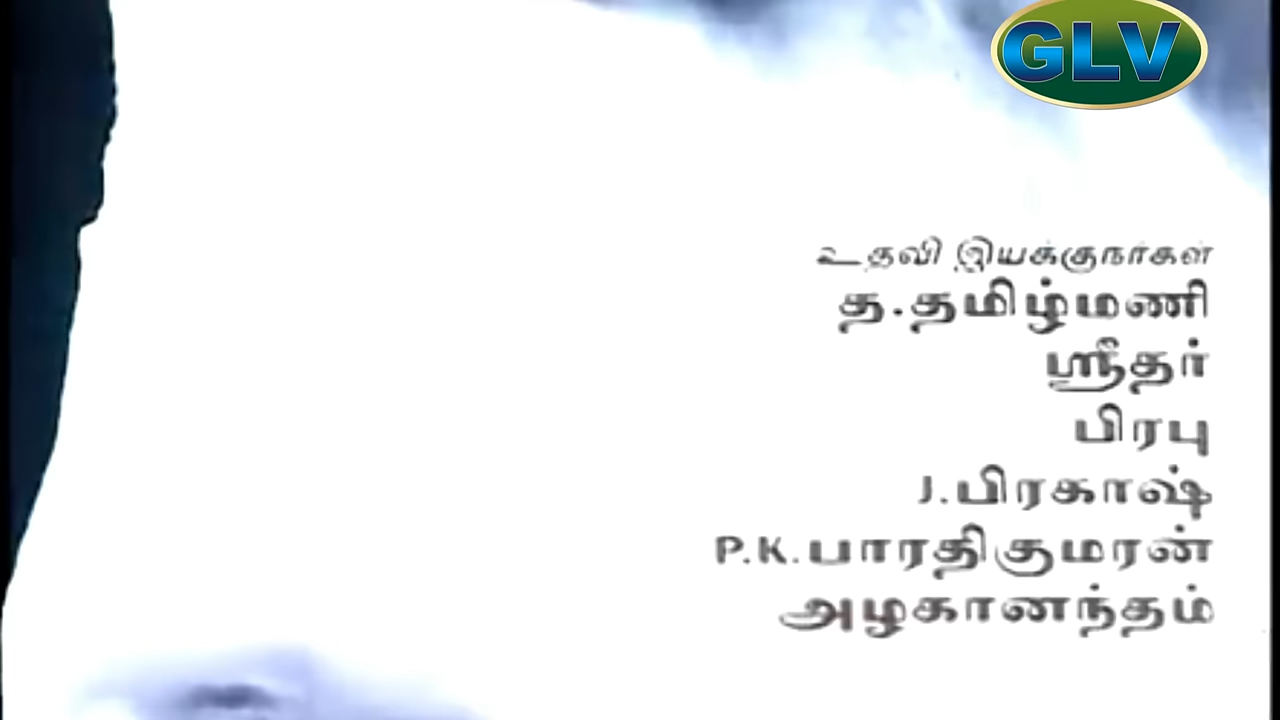 GLV
உதவி இயக்குநர்கள்
த.தமிழ்மணி
ஸ்ரீதர்
பிரபு
J.பிரகாஷ்
P.K.பாரதிகுமரன்
அழகானந்தம்